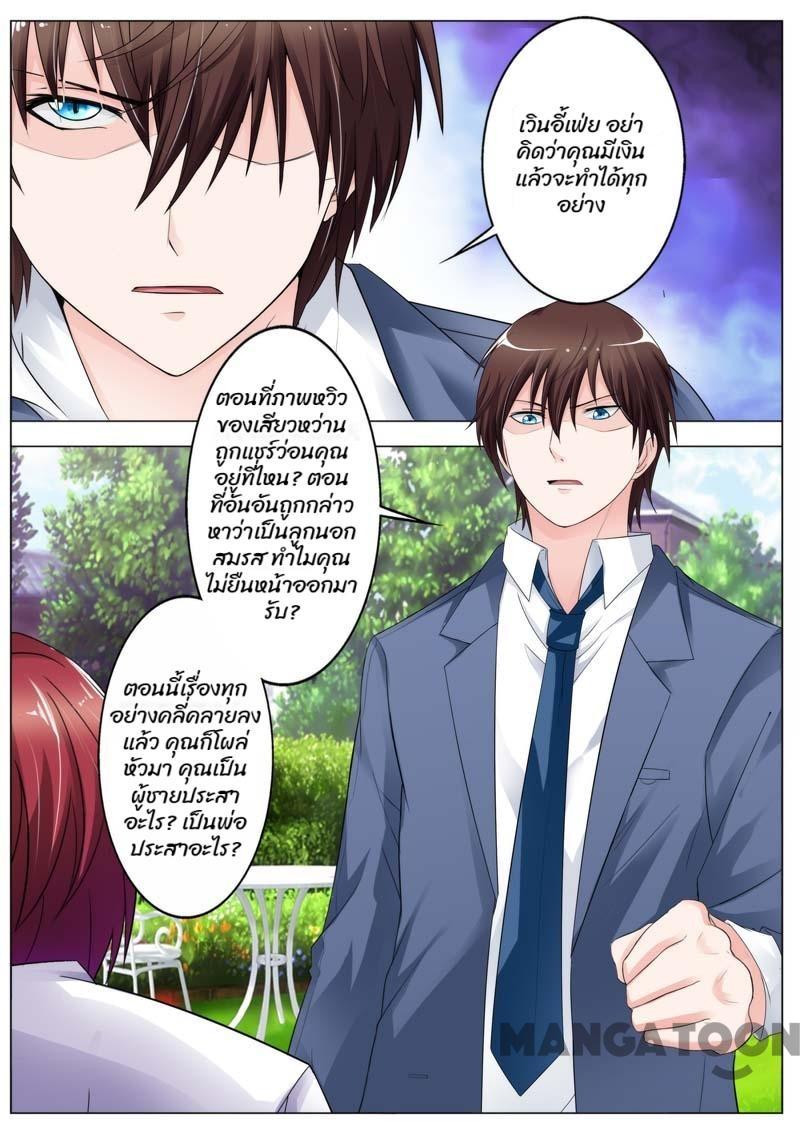 เวินอี้เฟ่ย อย่า
คิดว่าคุณมีเงิน
แล้วจะทำได้ทุก
อย่าง
ตอนที่ภาพหวิว
ของเสียวหว่าน
ถูกแชร์ว่อนคุณ
อยู่ที่ไหน? ตอน
ที่อั้นอันถูกกล่าว
หาว่าเป็นลูกนอก
สมรส ทำไมคุณ
ไม่ยืนหน้าออกมา
รับ?
ตอนนี้เรื่องทุก
อย่างคลี่คลายลง
แล้ว คุณก็โผล่
หัวมา คุณเป็น
ผู้ชายประสา
อะไร? เป็นพ่อ
ประสาอะไร?
MANGATOON